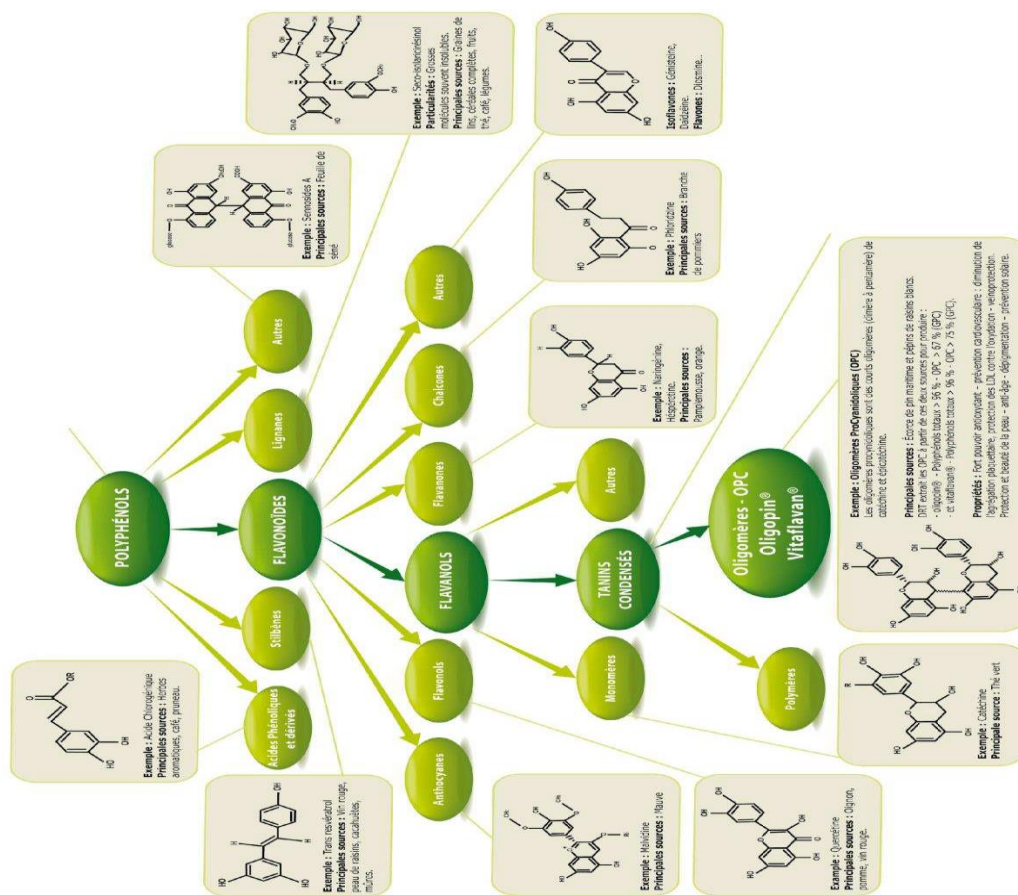 POLYPHÉNOLS
Acides Phénoliques
et dérivés
Stilbènes
Lignanes
Autres
FLAVONOÏDES
Anthocyanes
Flavonols
FLAVANOLS
Flavanones
Chalcones
Autres
Monomères
TANINS
CONDENSÉS
Autres
Polymères
Oligomères - OPC
Oligopin®
Vitaflavan®
Exemple : Acide Chlorogénique
Principales sources : Herbes
aromatiques, café, pruneau.
Exemple : Trans resvératrol
Principales sources : Vin rouge,
peau de raisins, cacahuètes,
mûres.
Exemple : Sennosides A
Principales sources : Feuille de
séné
Exemple : Seco-isolariciresinol
Particularités : Grosses
molécules souvent insolubles.
Principales sources : Graines de
lins, céréales complètes, fruits,
thé, café, légumes.
Exemple : Melvidine
Principales sources : Mauve
Example : Quercétine
Principales sources : Oignon,
pomme, vin rouge.
Exemple : Naringénine,
Héspérétine.
Principales sources :
Pamplemousse, orange.
Exemple : Phloridzine
Principales sources : Branche
de pommiers
Isoflavones : Génistéine,
Daidzéine.
Flavones : Diosmine.
Exemple : Catéchine
Principale source : Thé vert
Exemple : Oligomères ProCyanidoliques (OPC)
Les oligomères procynidoliques sont des courts oligomères (dimère à pentamère) de
catéchine et épicatéchine.
Principales sources : Ecorce de pin maritime et pépins de raisins blancs.
DRT extrait les OPC à partir de ces deux sources pour produire :
- oligopin® - Polyphénols totaux > 96 % - OPC > 67 % (GPC)
- et vitaflavan® - Polyphénols totaux > 96 % - OPC > 75 % (GPC).
Propriétés : Fort pouvoir antioxydant – prévention cardiovasculaire : diminution de
l'agrégation plaquettaire, protection des LDL contre l'oxydation - veinoprotection.
Protection et beauté de la peau – anti-âge - dépigmentation – prévention solaire.